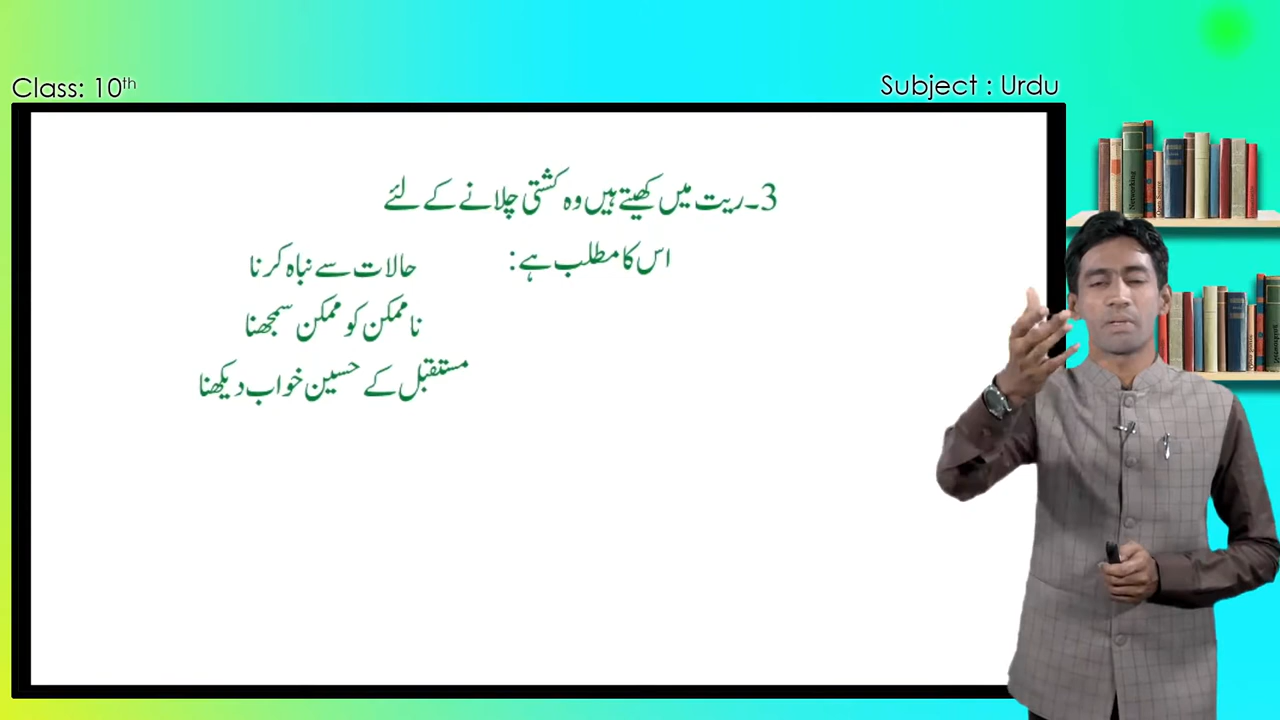 Class: 10th
Subject : Urdu
3۔ ریت میں کھیتے ہیں وہ کشتی چلانے کے لئے
اس کا مطلب ہے :
حالات سے نباہ کرنا
ناممکن کو ممکن سمجھنا
مستقبل کے حسین خواب دیکھنا
Networking